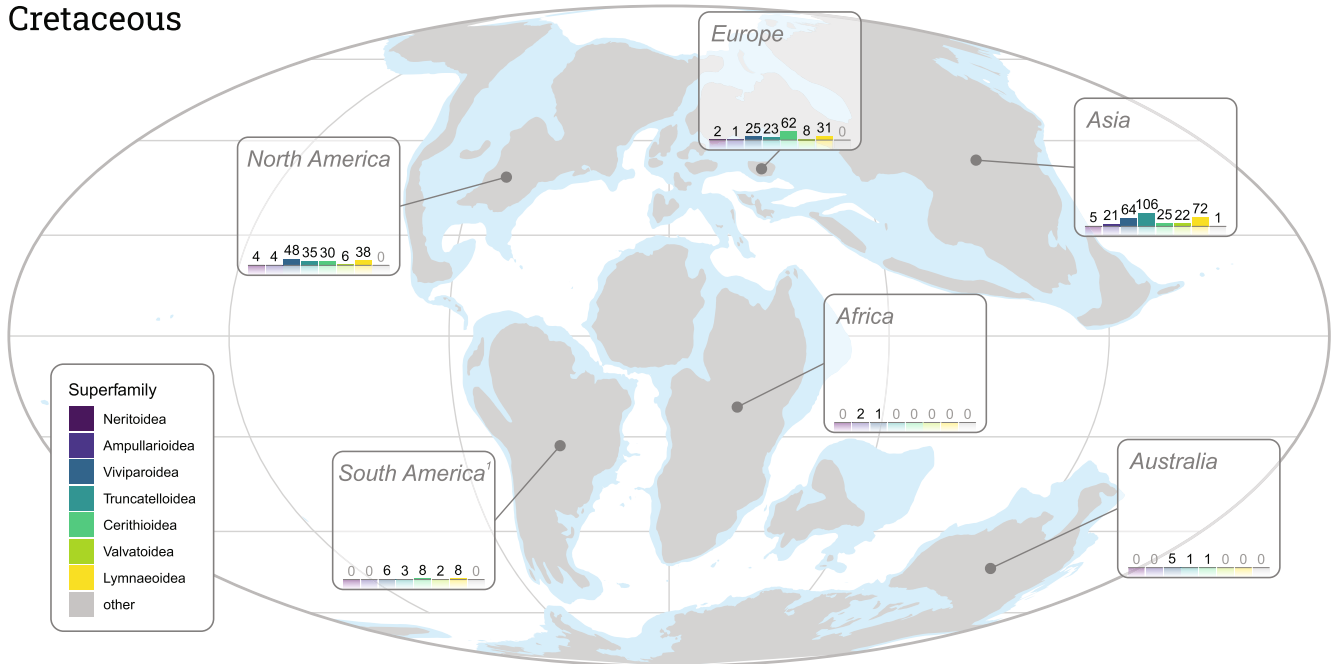 Cretaceous
Europe
2 1 25 23 62 8 31 0
Asia
5 21 64 106 25 22 72 1
North America
4 4 48 35 30 6 38 0
Africa
0 2 1 0 0 0 0 0
Superfamily
Neritoidea
Ampullarioidea
Viviparoidea
Truncatelloidea
Cerithioidea
Valvatoidea
Lymnaeoidea
other
South America¹
0 0 6 3 8 2 8 0
Australia
0 0 5 1 1 0 0 0